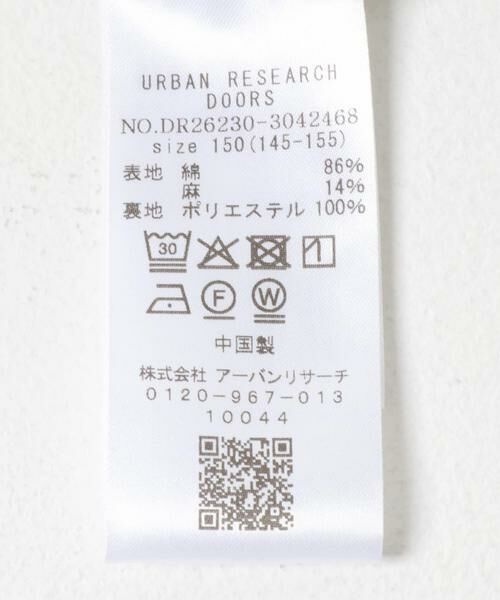 URBAN RESEARCH
DOORS
NO.DR26230-3042468
size 150(145-155)
表地 綿 86%
麻 14%
裏地 ポリエステル 100%
30
F W
中国製
株式会社 アーバンリサーチ
0120-967-013
10044